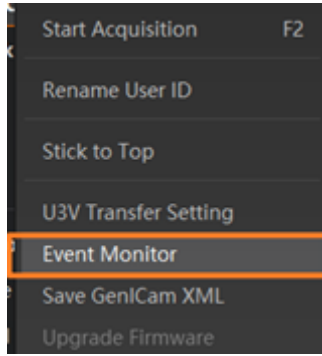 Start Acquisition F2
Rename User ID
Stick to Top
U3V Transfer Setting
Event Monitor
Save GenICam XML
Upgrade Firmware